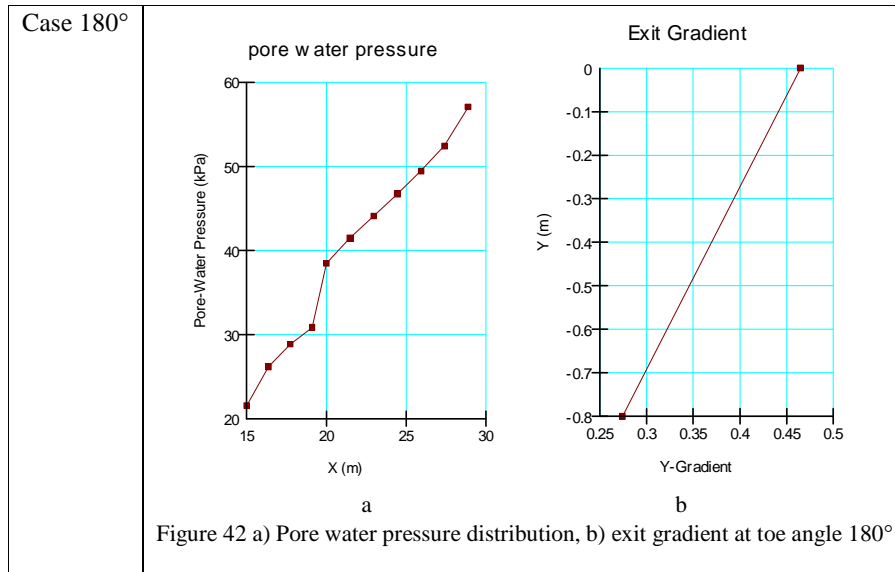 Case 180°
pore water pressure
60
50
40
30
20
Pore-Water Pressure (kPa)
15
20
25
30
X (m)
a
Exit Gradient
0
-0.1
-0.2
-0.3
-0.4
-0.5
-0.6
-0.7
-0.8
Y (m)
0.25
0.3
0.35
0.4
0.45
0.5
Y-Gradient
b
Figure 42 a) Pore water pressure distribution, b) exit gradient at toe angle 180°